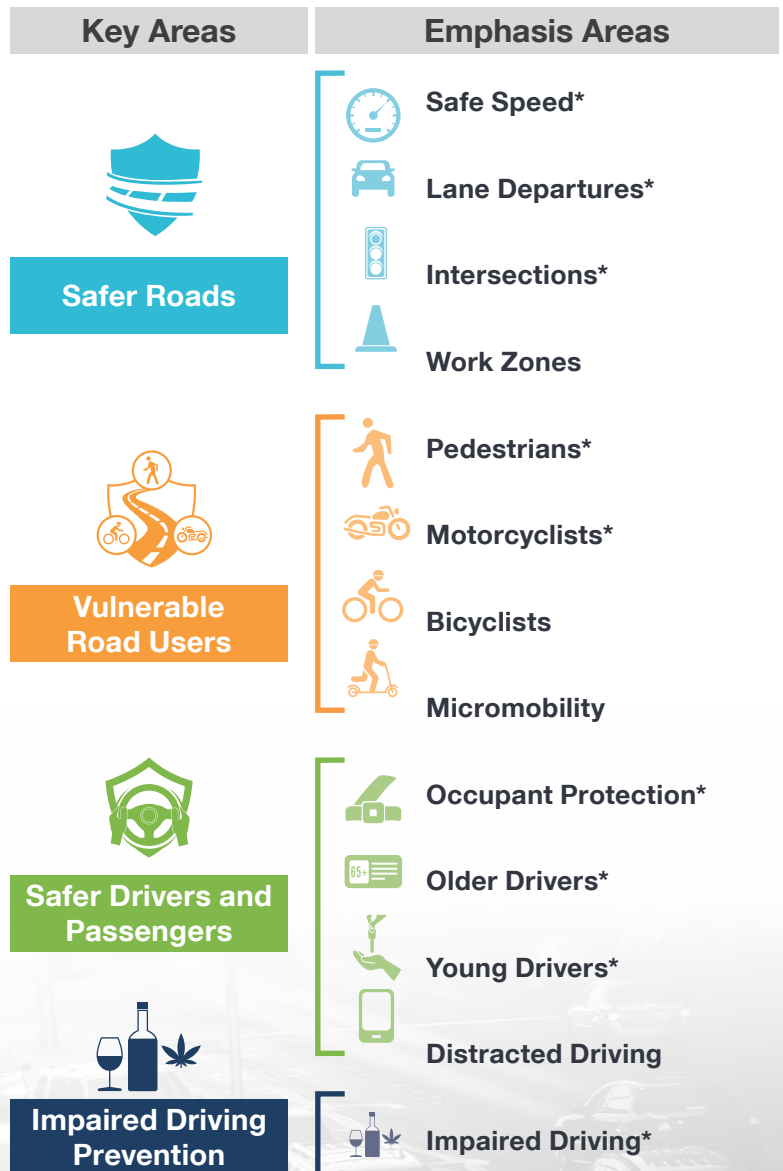 Key Areas
Emphasis Areas
Safer Roads
Safe Speed*
Lane Departures*
Intersections*
Work Zones
Vulnerable
Road Users
Pedestrians*
Motorcyclists*
Bicyclists
Micromobility
Safer Drivers and
Passengers
Occupant Protection*
65+
Older Drivers*
Young Drivers*
Distracted Driving
Impaired Driving
Prevention
Impaired Driving*